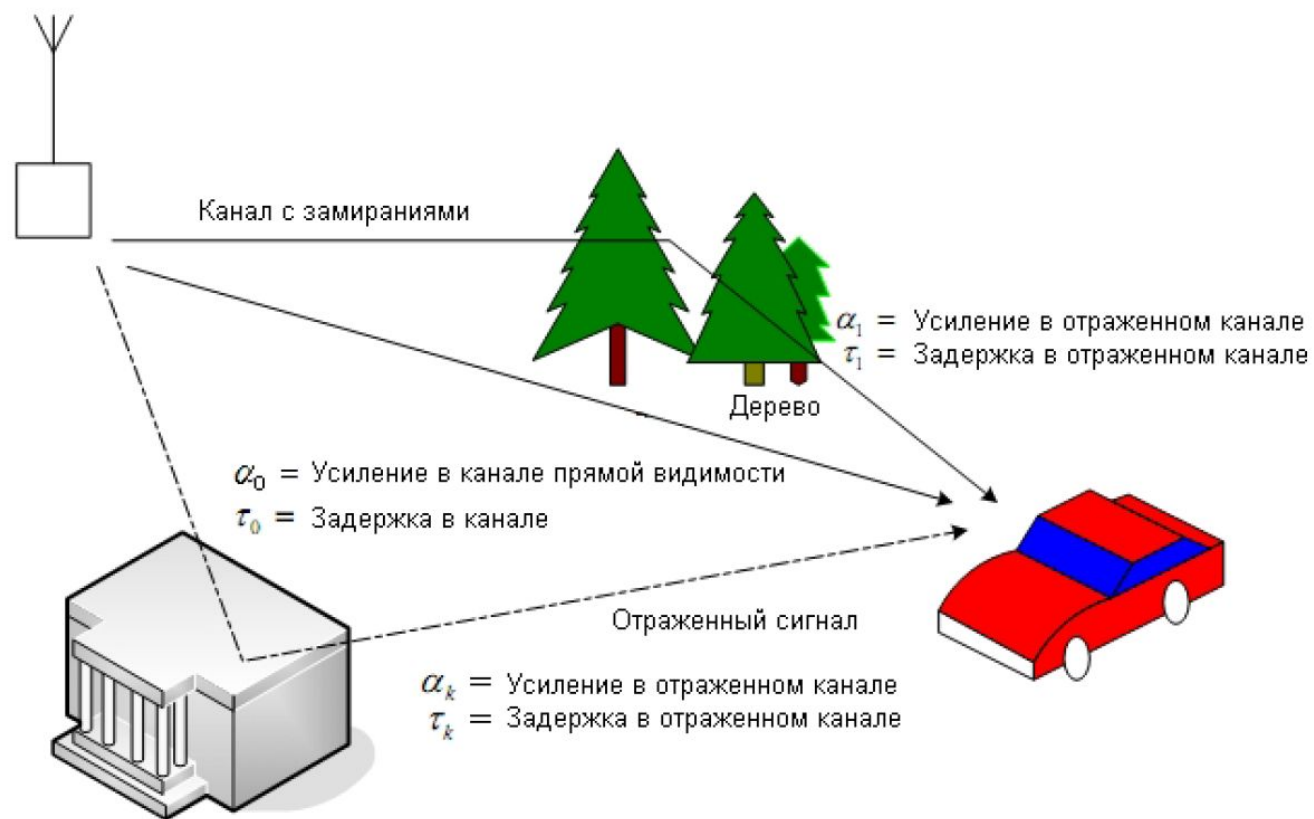 Канал с замираниями
α₁ = Усиление в отраженном канале
τ₁ = Задержка в отраженном канале
Дерево
α₀ = Усиление в канале прямой видимости
τ₀ = Задержка в канале
Отраженный сигнал
αₖ = Усиление в отраженном канале
τₖ = Задержка в отраженном канале